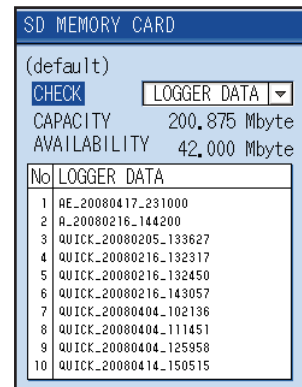 SD MEMORY CARD
(default)
CHECK LOGGER DATA
CAPACITY 200.875 Mbyte
AVAILABILITY 42.000 Mbyte
No LOGGER DATA
1 AE_20080417_231000
2 A_20080216_144200
3 QUICK_20080205_133627
4 QUICK_20080216_132317
5 QUICK_20080216_132450
6 QUICK_20080216_143057
7 QUICK_20080404_102136
8 QUICK_20080404_111451
9 QUICK_20080404_125958
10 QUICK_20080414_150515